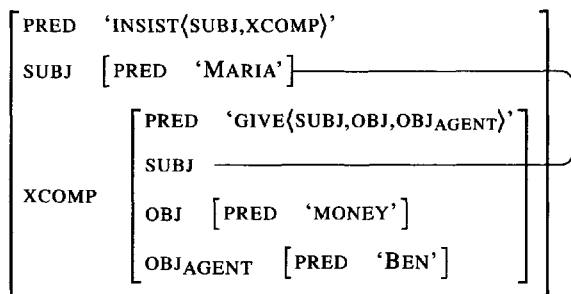 PRED ‘INSIST⟨SUBJ,XCOMP⟩’
SUBJ [PRED ‘MARIA’]
PRED ‘GIVE⟨SUBJ,OBJ,OBJAGENT⟩’
SUBJ
XCOMP
OBJ [PRED ‘MONEY’]
OBJAGENT [PRED ‘BEN’]